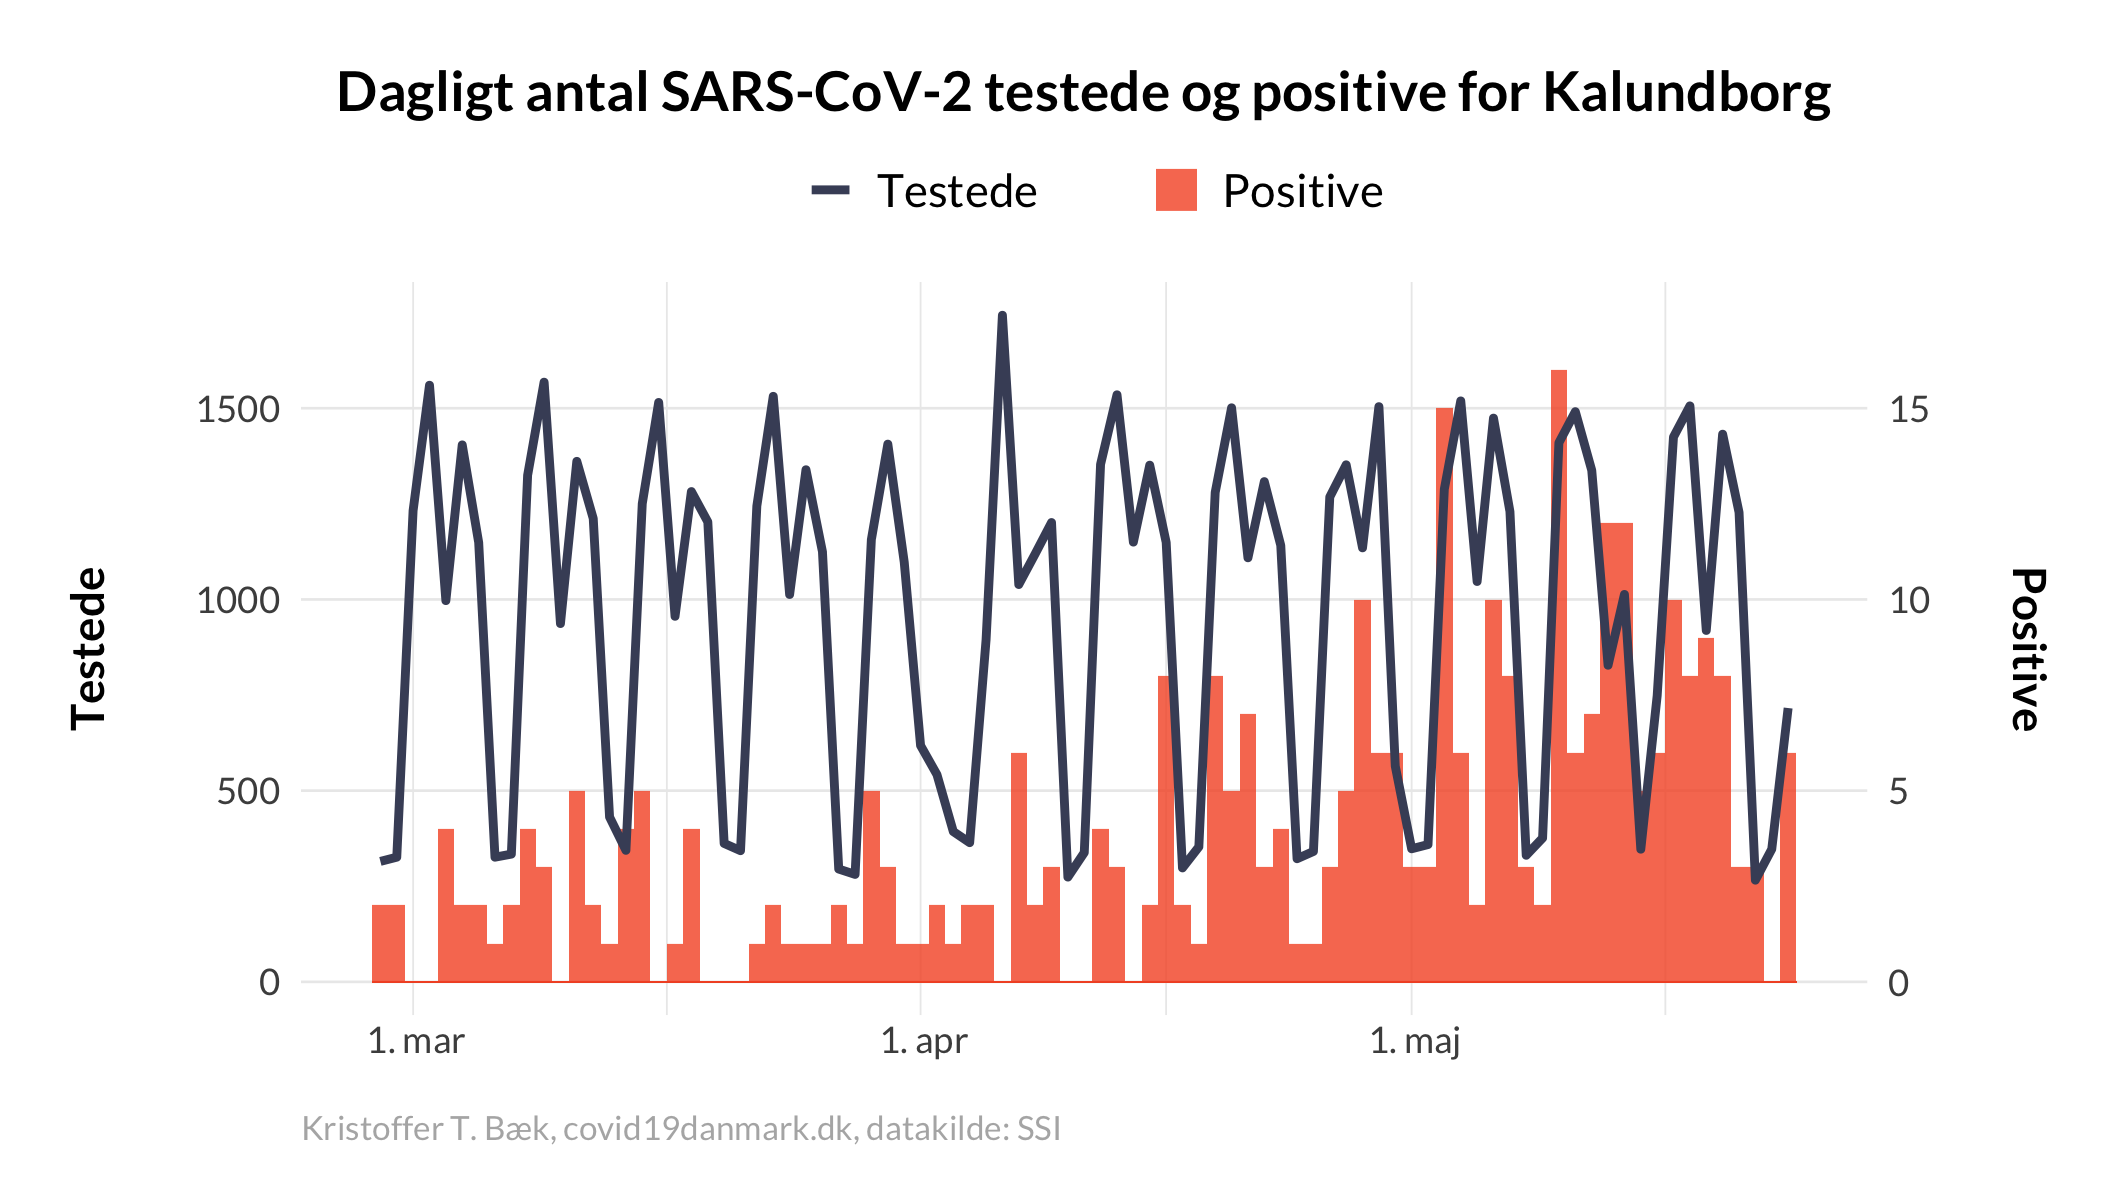 Dagligt antal SARS-CoV-2 testede og positive for Kalundborg
Testede
Positive
Testede
1500
1000
500
0
15
10
5
0
Positive
1. mar
1. apr
1. maj
Kristoffer T. Bæk, covid19danmark.dk, datakilde: SSI